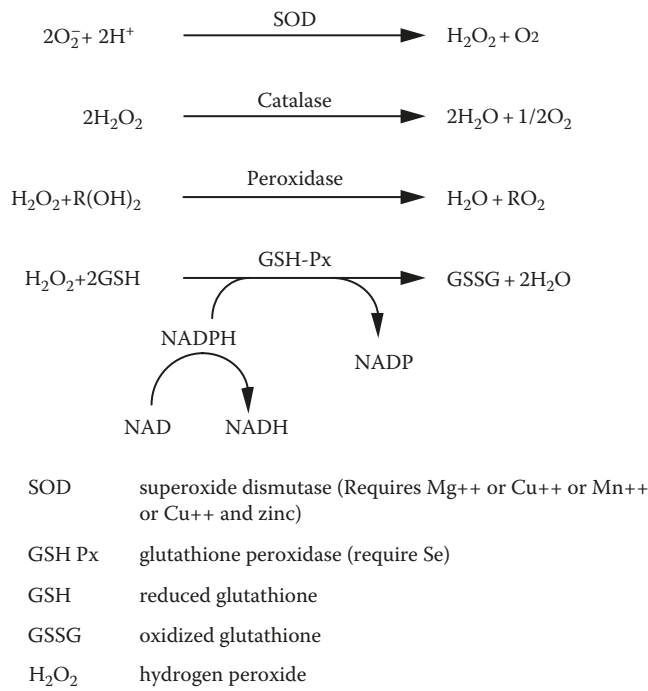 SOD
2O₂⁻ + 2H⁺ H₂O₂ + O2
Catalase
2H₂O₂ 2H₂O + 1/2O₂
Peroxidase
H₂O₂+R(OH)₂ H₂O + RO₂
GSH-Px
H₂O₂+2GSH GSSG + 2H₂O
NADPH
NADP
NAD NADH
SOD superoxide dismutase (Requires Mg++ or Cu++ or Mn++
or Cu++ and zinc)
GSH Px glutathione peroxidase (require Se)
GSH reduced glutathione
GSSG oxidized glutathione
H₂O₂ hydrogen peroxide